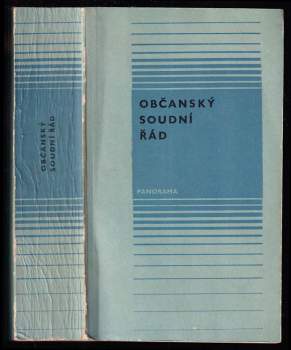 OBČANSKÝ
SOUDNÍ ŘÁD
OBČANSKÝ
SOUDNÍ
ŘÁD
PANORAMA